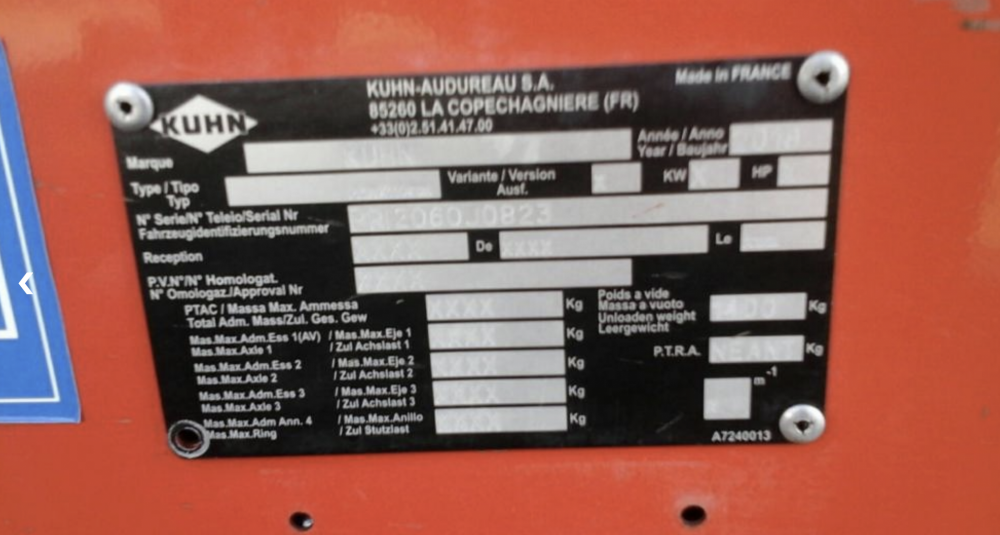 KUHN
KUHN-AUDUREAU S.A.
85260 LA COPECHAGNIERE (FR)
+33(0)2.51.41.47.00
Made in FRANCE
Marque KUHN
Année / Anno
Year / Baujahr
Type / Tipo
Typ
Variante / Version
Ausf.
KW
HP
N° Serie/N° Teleio/Serial Nr
Fahrzeugidentifizierungsnummer
Reception XXXX De XXXX Le
P.V.N°/N° Homologat.
N° Omologaz./Approval Nr
PTAC / Massa Max. Ammessa
Total Adm. Mass/Zul. Ges. Gew
XXXX Kg
Mas.Max.Adm.Ess 1(AV) / Mas.Max.Eje 1
Mas.Max.Axle 1 / Zul Achslast 1
Kg
Mas.Max.Adm.Ess 2 / Mas.Max.Eje 2
Mas.Max.Axle 2 / Zul Achslast 2
Kg
Mas.Max.Adm.Ess 3 / Mas.Max.Eje 3
Mas.Max.Axle 3 / Zul Achslast 3
Kg
Mas.Max.Adm Ann. 4 / Mas.Max.Anillo
Mas.Max.Ring / Zul Stutzlast
Kg
Poids a vide
Massa a vuoto
Unloaden weight
Leergewicht
Kg
P.T.R.A. Kg
m-1
A7240013